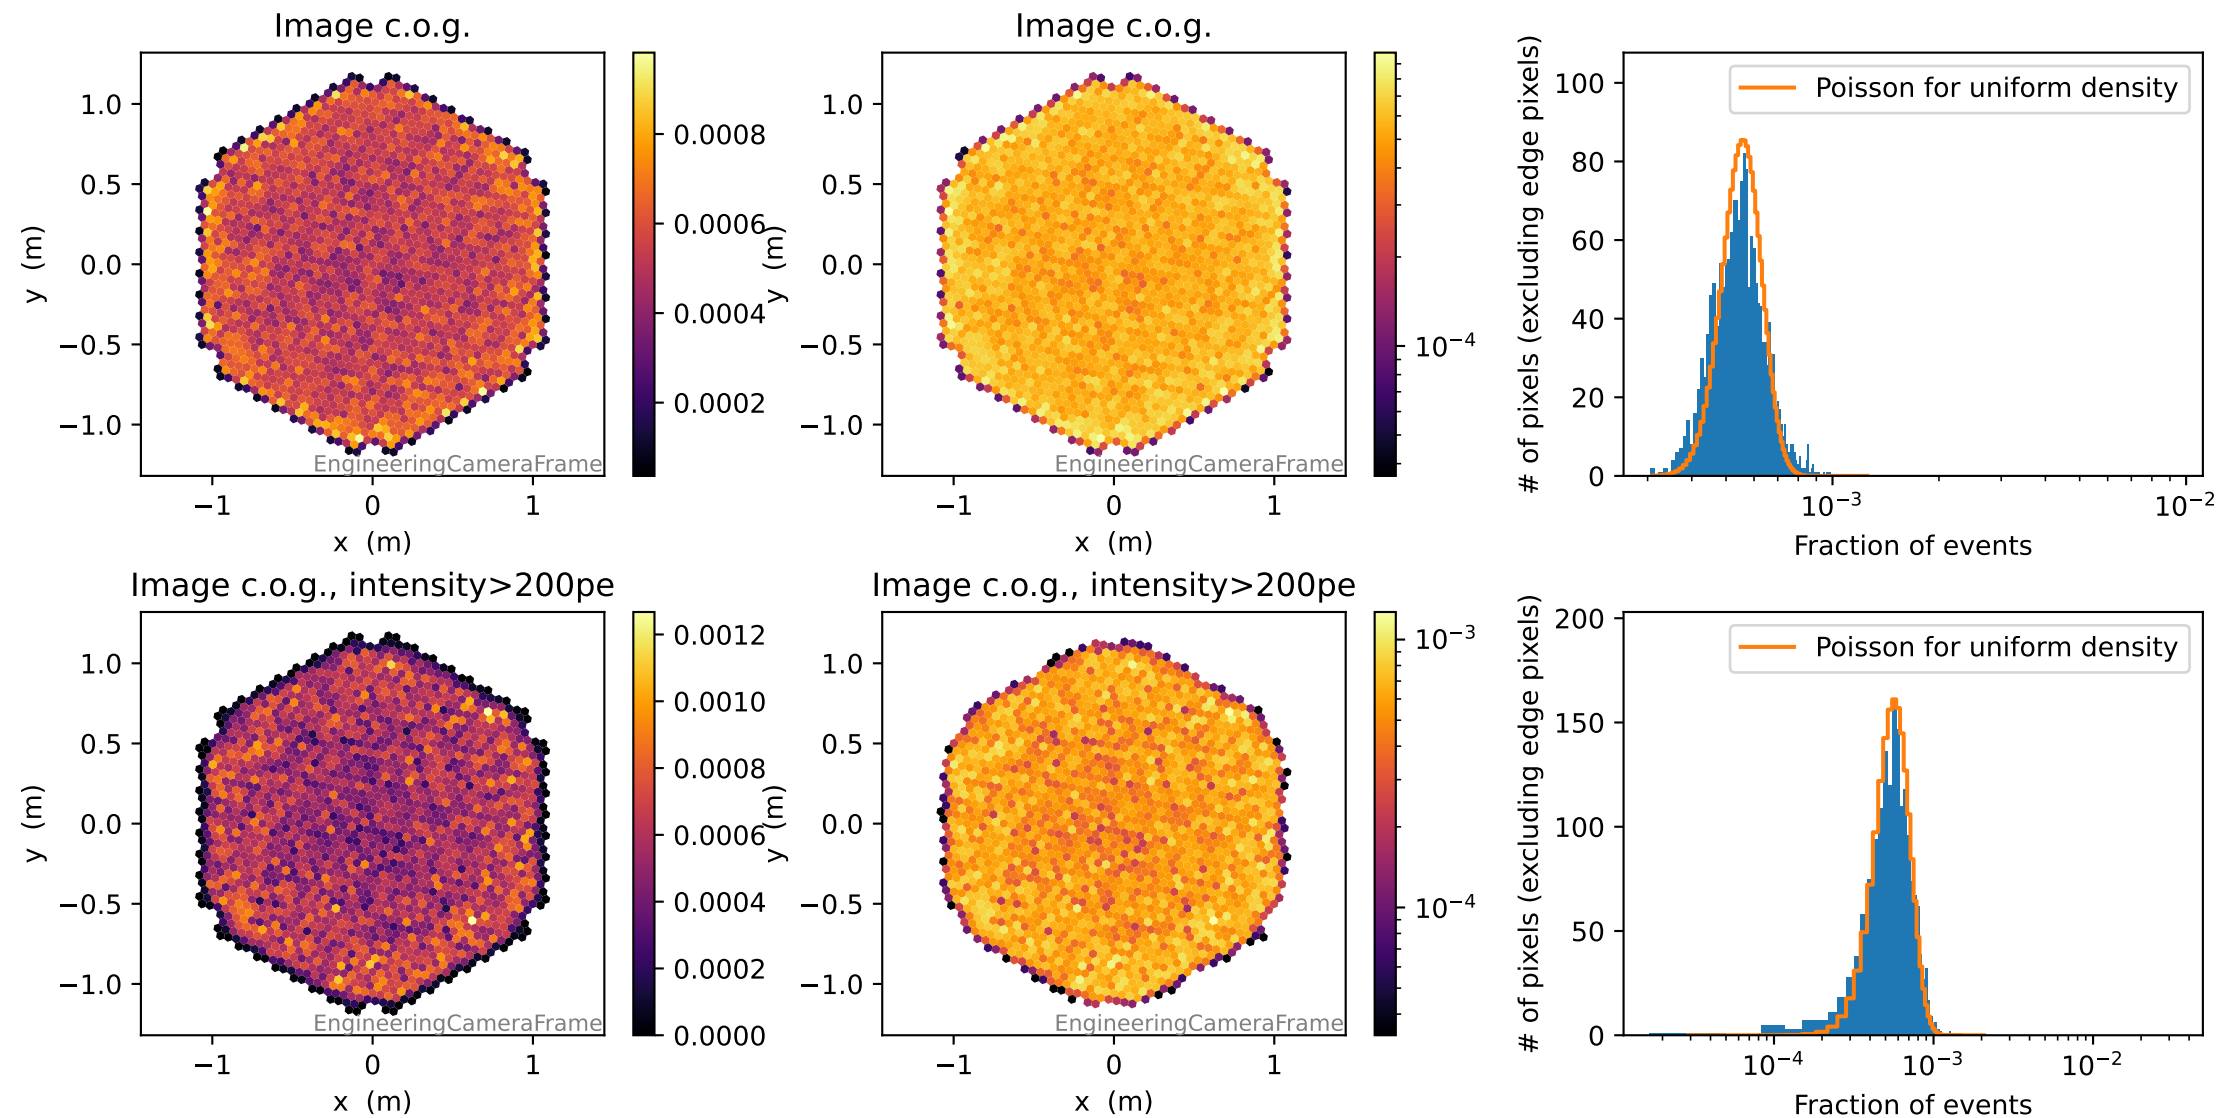 Image c.o.g.
1.0
0.5
0.0
−0.5
−1.0
y (m)
−1 0 1
x (m)
EngineeringCameraFrame
0.0008
0.0006
0.0004
0.0002
Image c.o.g.
1.0
0.5
0.0
−0.5
−1.0
y (m)
−1 0 1
x (m)
EngineeringCameraFrame
10⁻⁴
# of pixels (excluding edge pixels)
100
80
60
40
20
0
Poisson for uniform density
10⁻³ 10⁻²
Fraction of events
Image c.o.g., intensity>200pe
1.0
0.5
0.0
−0.5
−1.0
y (m)
−1 0 1
x (m)
EngineeringCameraFrame
0.0012
0.0010
0.0008
0.0006
0.0004
0.0002
0.0000
Image c.o.g., intensity>200pe
1.0
0.5
0.0
−0.5
−1.0
y (m)
−1 0 1
x (m)
EngineeringCameraFrame
10⁻³
10⁻⁴
# of pixels (excluding edge pixels)
200
150
100
50
0
Poisson for uniform density
10⁻⁴ 10⁻³ 10⁻²
Fraction of events